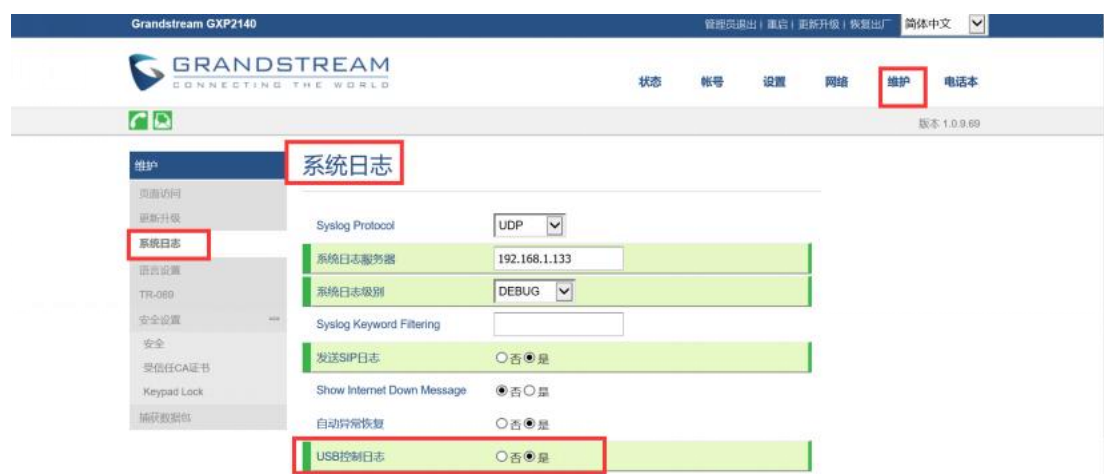 Grandstream GXP2140
管理员退出 | 重启 | 更新升级 | 恢复出厂 简体中文
GRANDSTREAM
CONNECTING THE WORLD
状态 帐号 设置 网络 维护 电话本
版本 1.0.9.69
维护
页面访问
更新升级
系统日志
语言设置
TR-069
安全设置
安全
受信任CA证书
Keypad Lock
捕获数据包
系统日志
Syslog Protocol UDP
系统日志服务器 192.168.1.133
系统日志级别 DEBUG
Syslog Keyword Filtering
发送SIP日志 否 是
Show Internet Down Message 否 是
自动异常恢复 否 是
USB控制日志 否 是